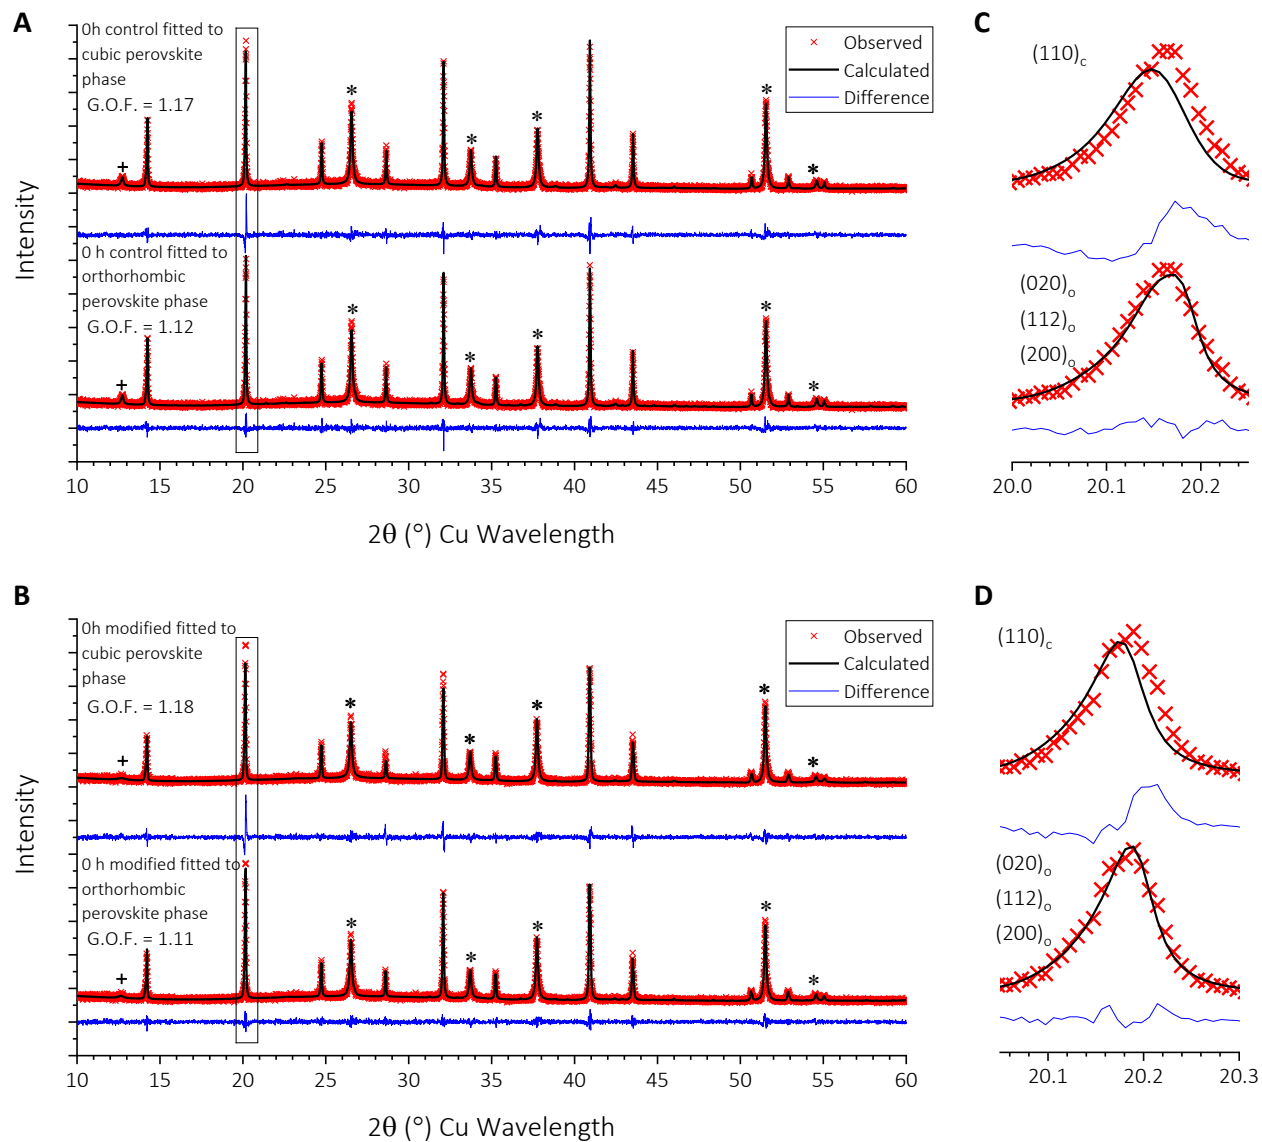 A
0h control fitted to
cubic perovskite
phase
G.O.F. = 1.17
+
*
*
*
*
*
× Observed
Calculated
Difference
0 h control fitted to
orthorhombic
perovskite phase
G.O.F. = 1.12
+
*
*
*
*
*
Intensity
10 15 20 25 30 35 40 45 50 55 60
2θ (°) Cu Wavelength
C
(110)c
(020)o
(112)o
(200)o
20.0 20.1 20.2
B
0h modified fitted to
cubic perovskite
phase
G.O.F. = 1.18
+
*
*
*
*
*
× Observed
Calculated
Difference
0 h modified fitted to
orthorhombic
perovskite phase
G.O.F. = 1.11
+
*
*
*
*
*
Intensity
10 15 20 25 30 35 40 45 50 55 60
2θ (°) Cu Wavelength
D
(110)c
(020)o
(112)o
(200)o
20.1 20.2 20.3